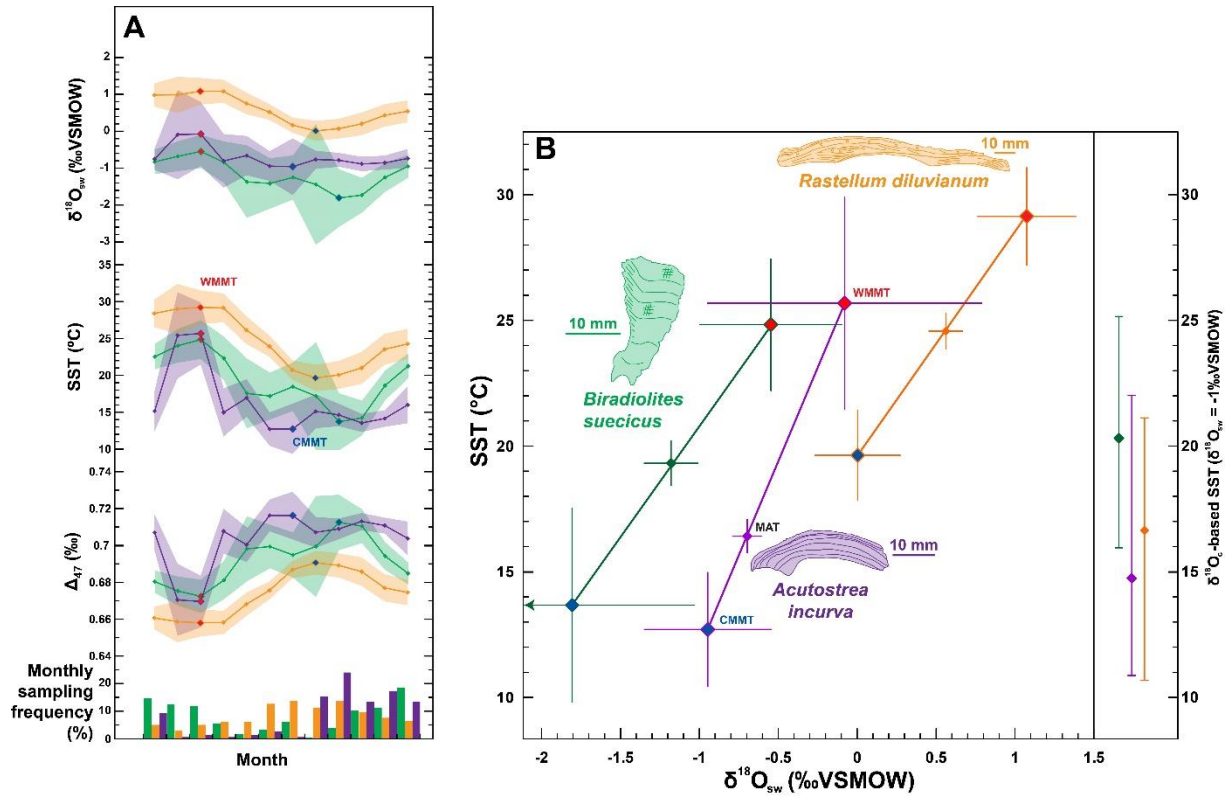 A
δ18Osw (‰VSMOW)
2
1
0
-1
-2
-3
SST (°C)
35
30
25
20
15
10
WMMT
CMMT
Δ47 (‰)
0.74
0.72
0.7
0.68
0.66
0.64
Monthly
sampling
frequency
(%)
20
10
0
Month
B
SST (°C)
30
25
20
15
10
10 mm
Rastellum diluvianum
10 mm
Biradiolites
suecicus
WMMT
MAT
10 mm
Acutostrea
incurva
CMMT
-2
-1.5
-1
-0.5
0
0.5
1
1.5
δ18Osw (‰VSMOW)
30
25
20
15
10
δ18O-based SST (δ18Osw = -1‰VSMOW)